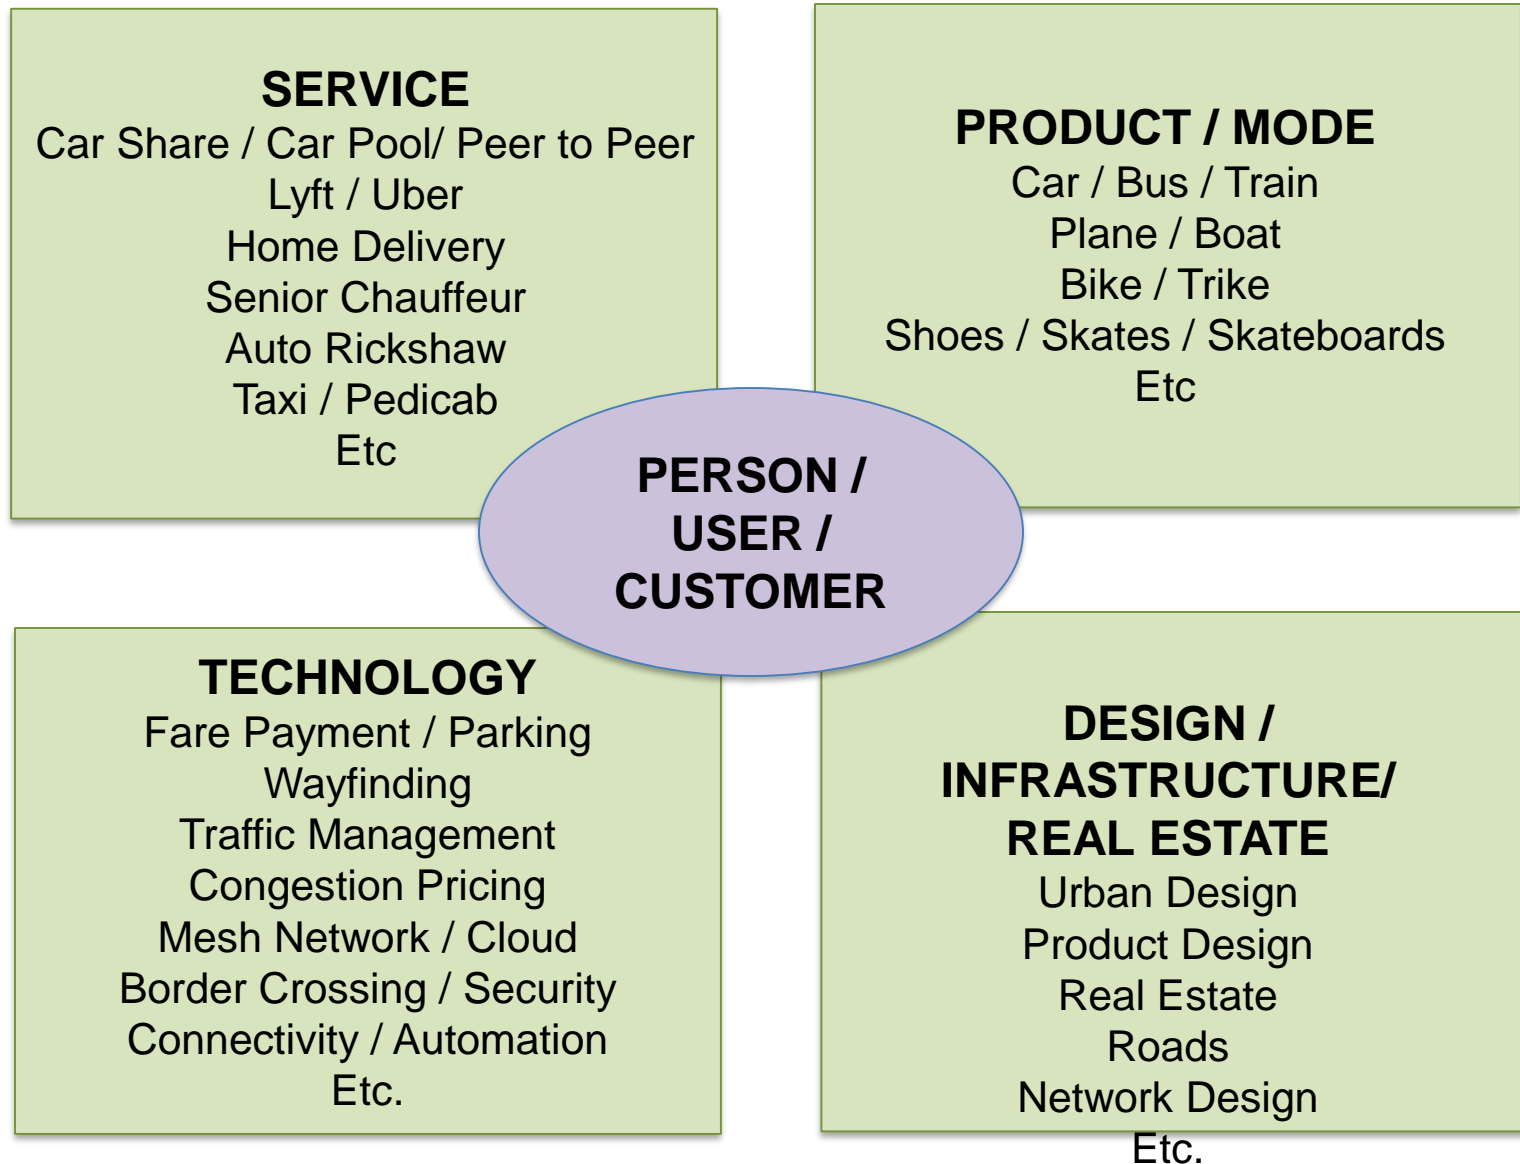 SERVICE
Car Share / Car Pool/ Peer to Peer
Lyft / Uber
Home Delivery
Senior Chauffeur
Auto Rickshaw
Taxi / Pedicab
Etc
PRODUCT / MODE
Car / Bus / Train
Plane / Boat
Bike / Trike
Shoes / Skates / Skateboards
Etc
PERSON /
USER /
CUSTOMER
TECHNOLOGY
Fare Payment / Parking
Wayfinding
Traffic Management
Congestion Pricing
Mesh Network / Cloud
Border Crossing / Security
Connectivity / Automation
Etc.
DESIGN /
INFRASTRUCTURE/
REAL ESTATE
Urban Design
Product Design
Real Estate
Roads
Network Design
Etc.